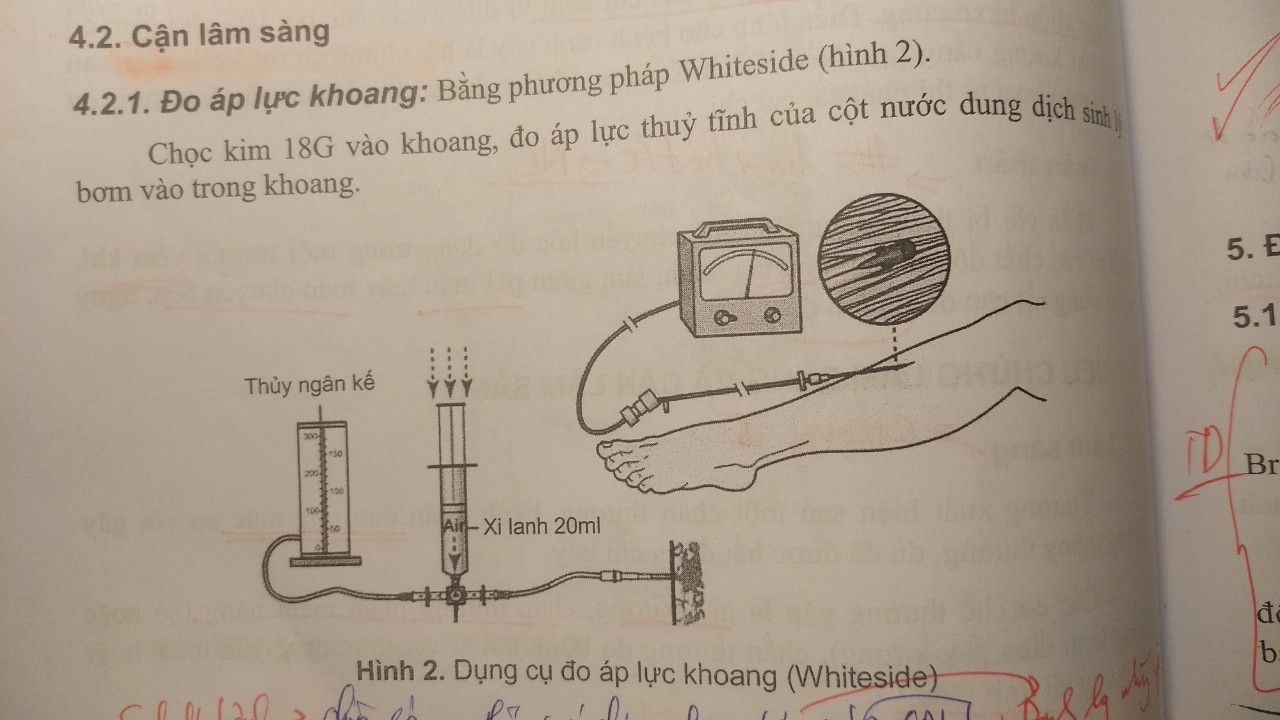 4.2. Cận lâm sàng
4.2.1. Đo áp lực khoang: Bằng phương pháp Whiteside (hình 2).
Chọc kim 18G vào khoang, đo áp lực thuỷ tĩnh của cột nước dung dịch sinh lý
bơm vào trong khoang.
Thủy ngân kế
300
150
200
100
100
50
Air
Xi lanh 20ml
Hình 2. Dụng cụ đo áp lực khoang (Whiteside)
5. Đ
5.1
TD
Br